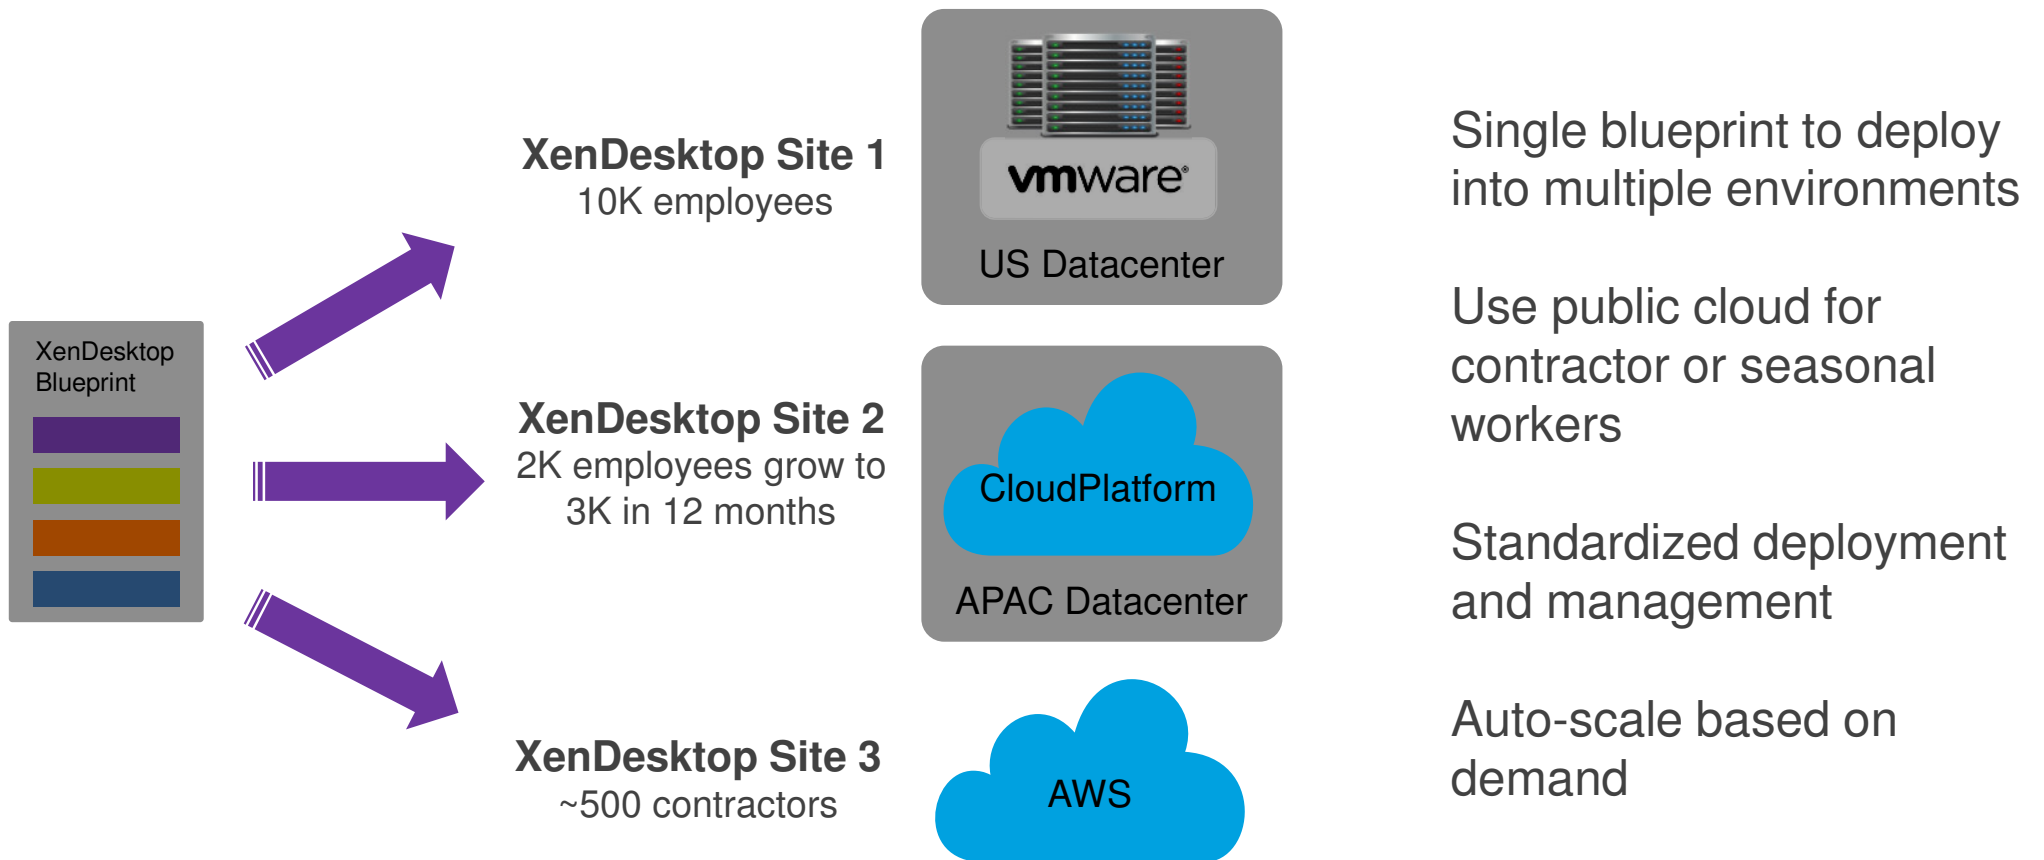 XenDesktop
Blueprint
XenDesktop Site 1
10K employees
vmware®
US Datacenter
XenDesktop Site 2
2K employees grow to
3K in 12 months
CloudPlatform
APAC Datacenter
XenDesktop Site 3
~500 contractors
AWS
Single blueprint to deploy
into multiple environments
Use public cloud for
contractor or seasonal
workers
Standardized deployment
and management
Auto-scale based on
demand